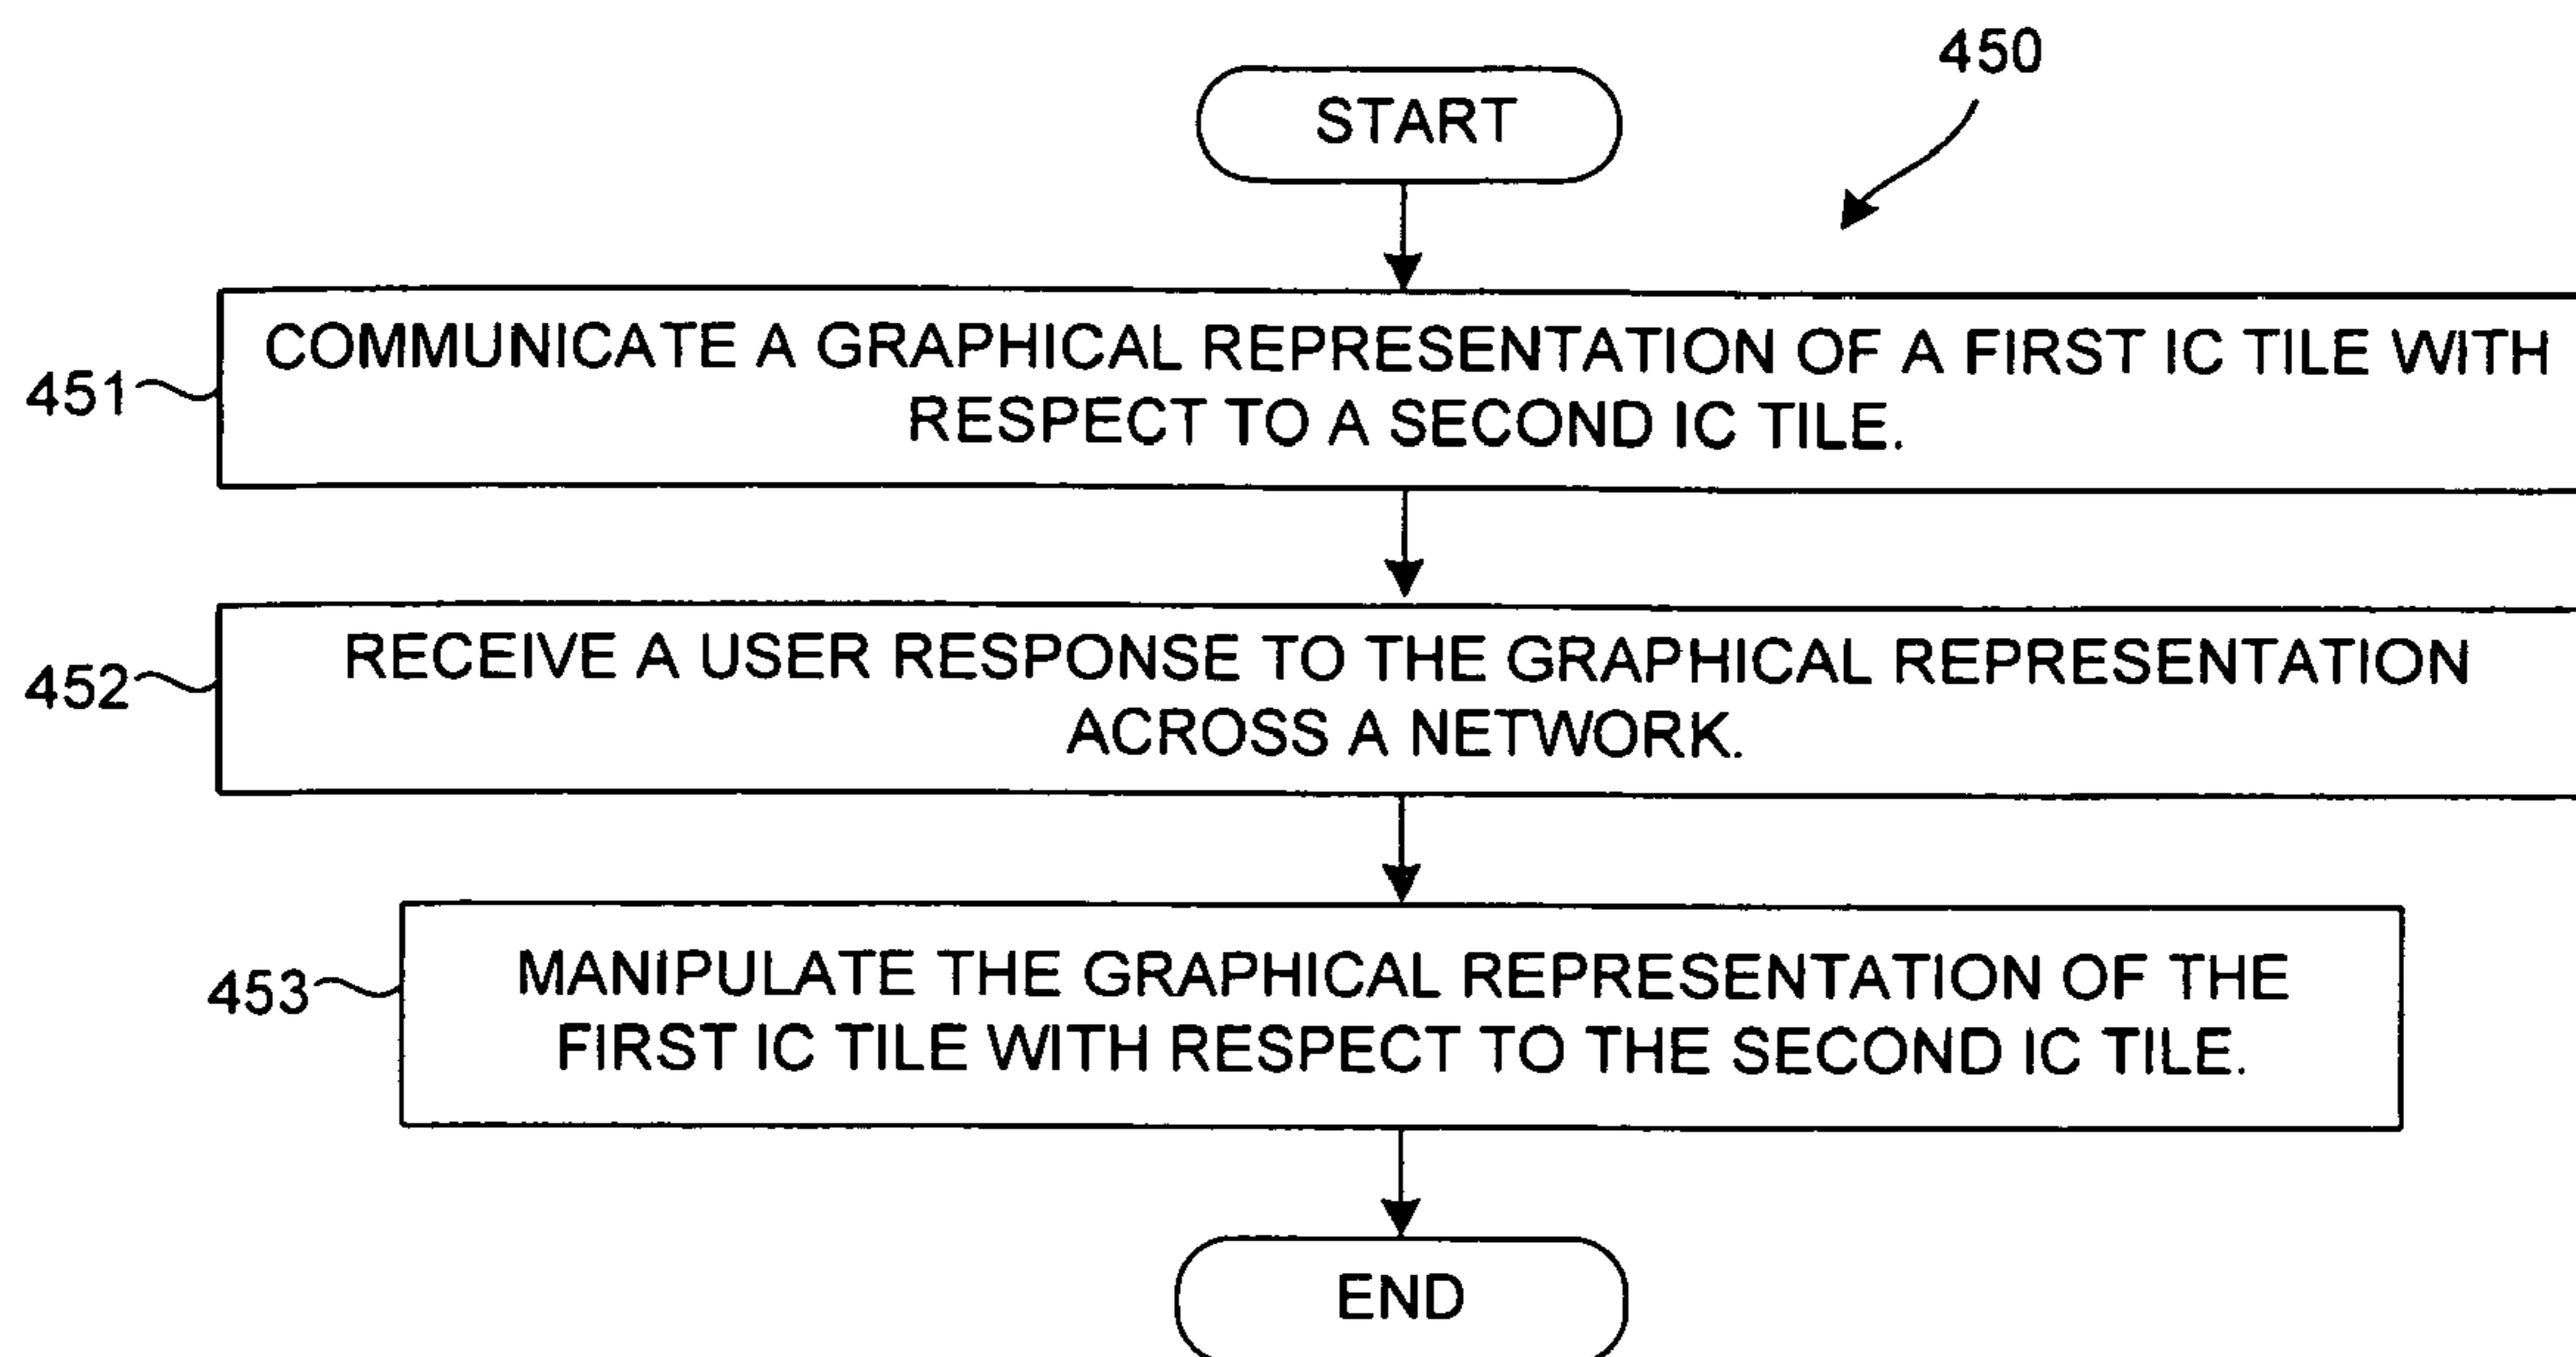 450
START
451
COMMUNICATE A GRAPHICAL REPRESENTATION OF A FIRST IC TILE WITH
RESPECT TO A SECOND IC TILE.
452
RECEIVE A USER RESPONSE TO THE GRAPHICAL REPRESENTATION
ACROSS A NETWORK.
453
MANIPULATE THE GRAPHICAL REPRESENTATION OF THE
FIRST IC TILE WITH RESPECT TO THE SECOND IC TILE.
END